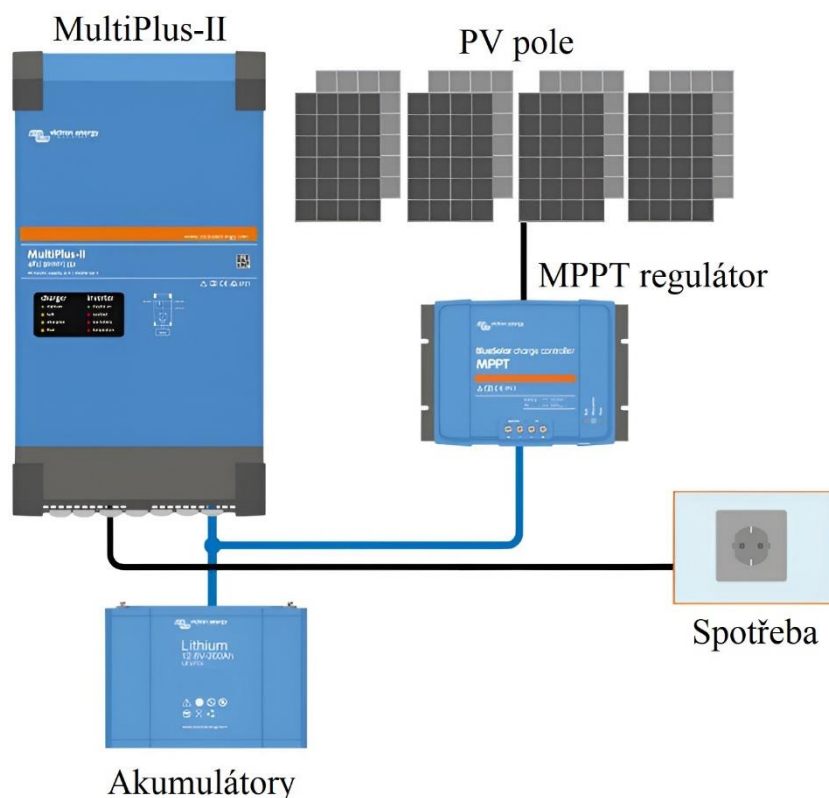 MultiPlus-II
PV pole
victron energy
MultiPlus-II
charger
inverter
MPPT regulátor
victron energy
BlueSolar charge controller
MPPT
victron energy
Lithium
Spotřeba
Akumulátory